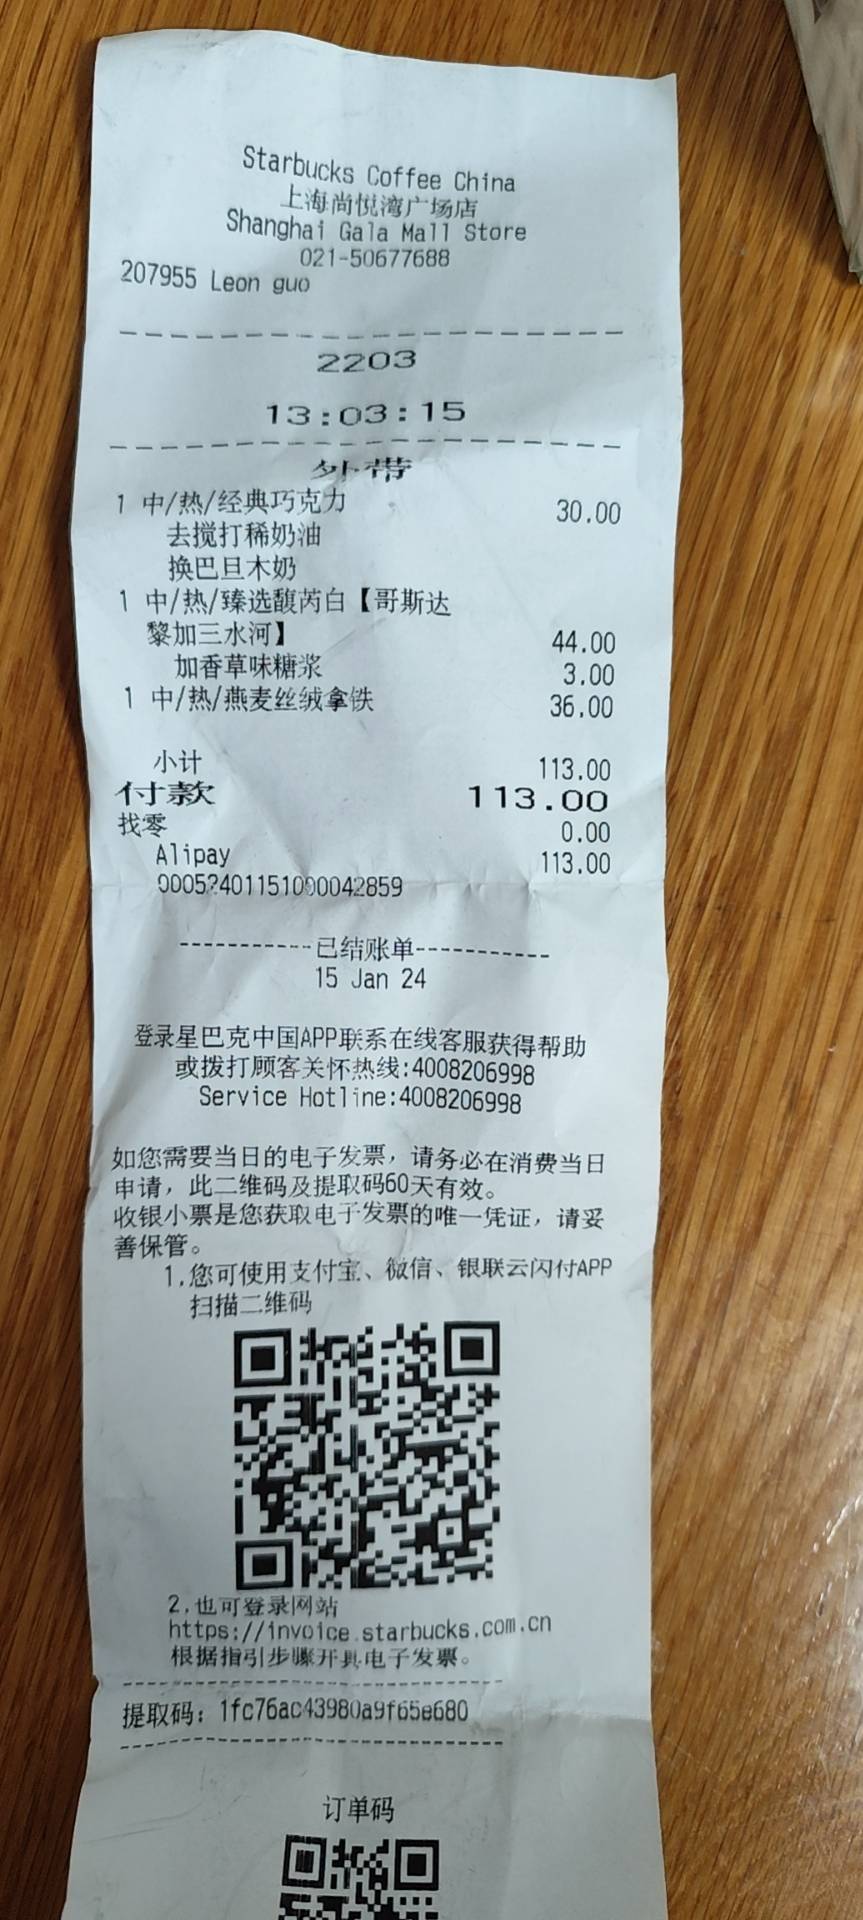 Starbucks Coffee China
上海尚悦湾广场店
Shanghai Gala Mall Store
021-50677688
207955 Leon guo
2203
13:03:15
外带
1 中/热/经典巧克力 30.00
去搅打稀奶油
换巴旦木奶
1 中/热/臻选馥芮白【哥斯达
黎加三水河】 44.00
加香草味糖浆 3.00
1 中/热/燕麦丝绒拿铁 36.00
小计 113.00
付款 113.00
找零 0.00
Alipay 113.00
00052401151000042859
-----------已结账单-----------
15 Jan 24
登录星巴克中国APP联系在线客服获得帮助
或拨打顾客关怀热线:4008206998
Service Hotline:4008206998
如您需要当日的电子发票，请务必在消费当日
申请，此二维码及提取码60天有效。
收银小票是您获取电子发票的唯一凭证，请妥
善保管。
1.您可使用支付宝、微信、银联云闪付APP
扫描二维码
2.也可登录网站
https://invoice.starbucks.com.cn
根据指引步骤开具电子发票。
提取码：1fc76ac43980a9f65e680
订单码